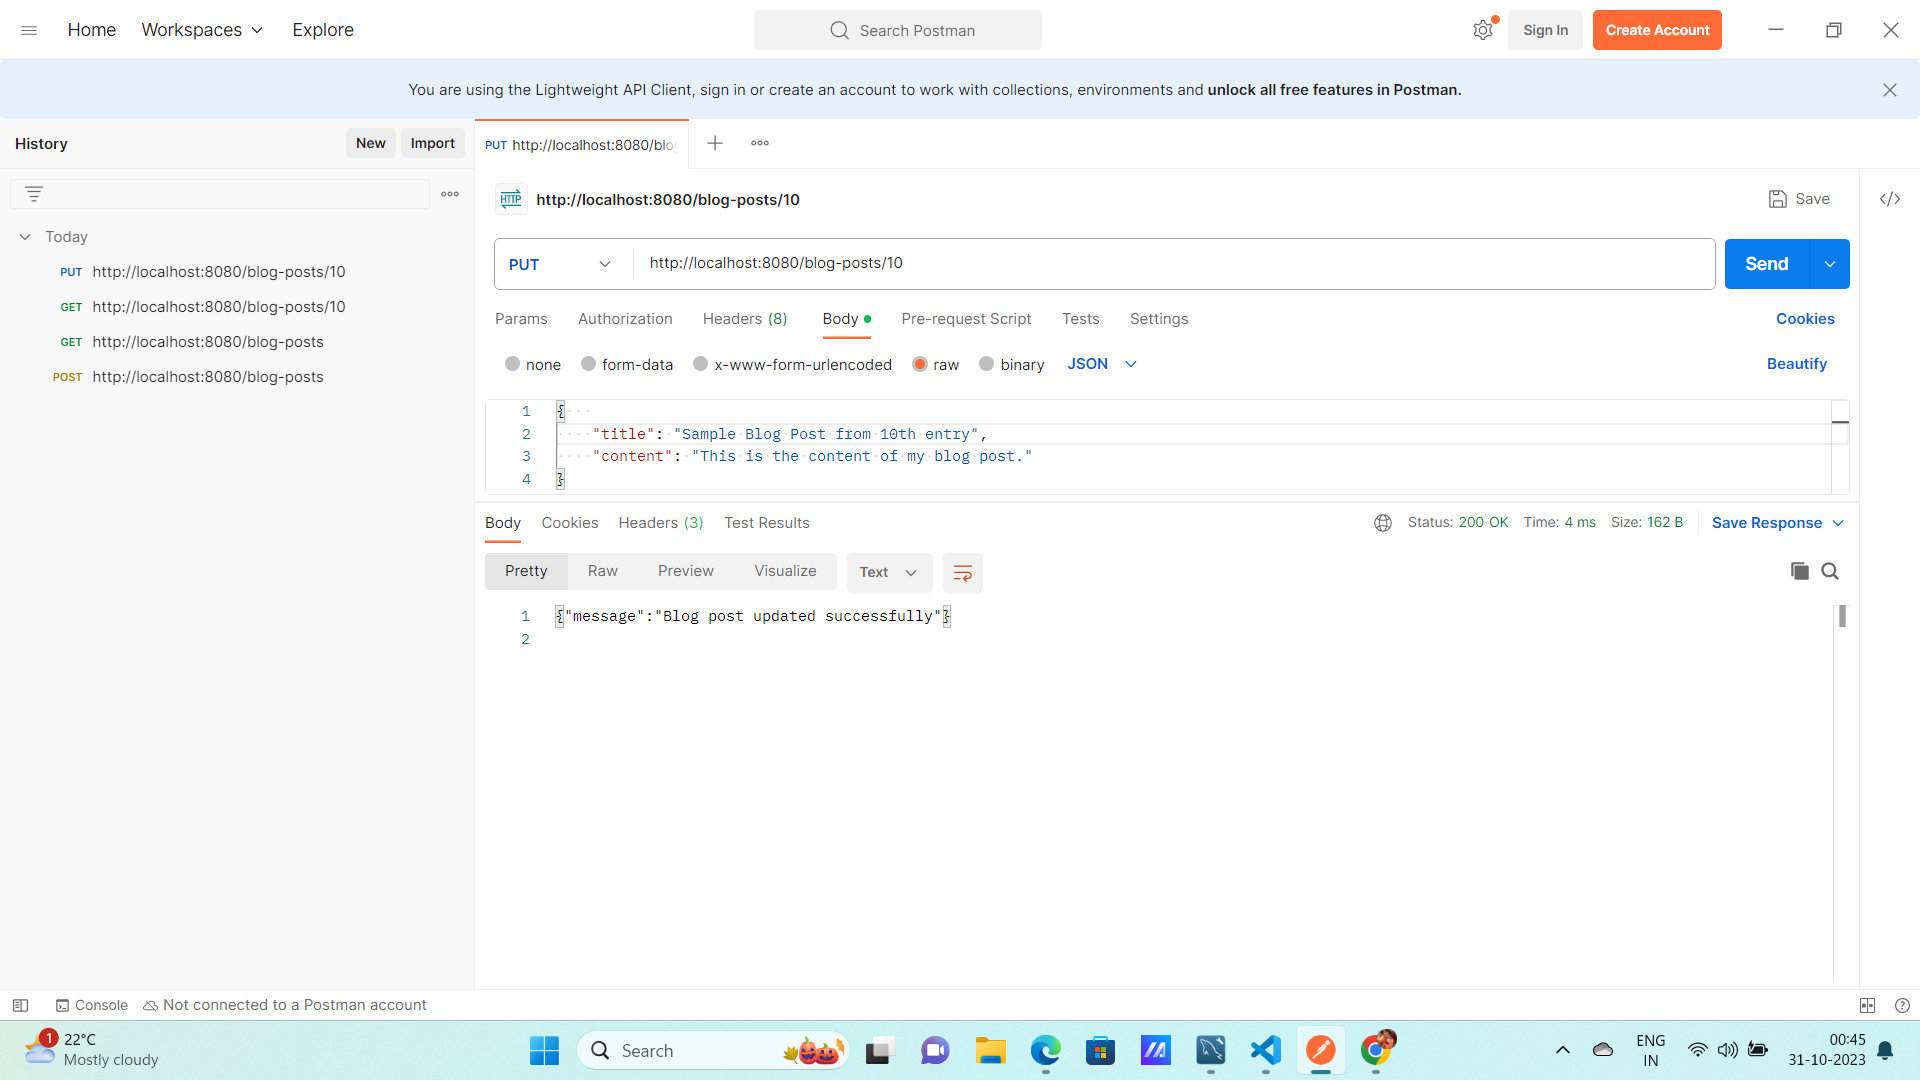 Home Workspaces Explore Search Postman Sign In Create Account
You are using the Lightweight API Client, sign in or create an account to work with collections, environments and unlock all free features in Postman.
History New Import
PUT http://localhost:8080/blo
HTTP http://localhost:8080/blog-posts/10 Save
Today
PUT http://localhost:8080/blog-posts/10
GET http://localhost:8080/blog-posts/10
GET http://localhost:8080/blog-posts
POST http://localhost:8080/blog-posts
PUT http://localhost:8080/blog-posts/10 Send
Params Authorization Headers (8) Body Pre-request Script Tests Settings Cookies
none form-data x-www-form-urlencoded raw binary JSON Beautify
1 {
2 "title": "Sample Blog Post from 10th entry",
3 "content": "This is the content of my blog post."
4 }
Body Cookies Headers (3) Test Results Status: 200 OK Time: 4 ms Size: 162 B Save Response
Pretty Raw Preview Visualize Text
1 {"message":"Blog post updated successfully"}
2
Console Not connected to a Postman account
1 22°C
Mostly cloudy
Search
ENG
IN
00:45
31-10-2023